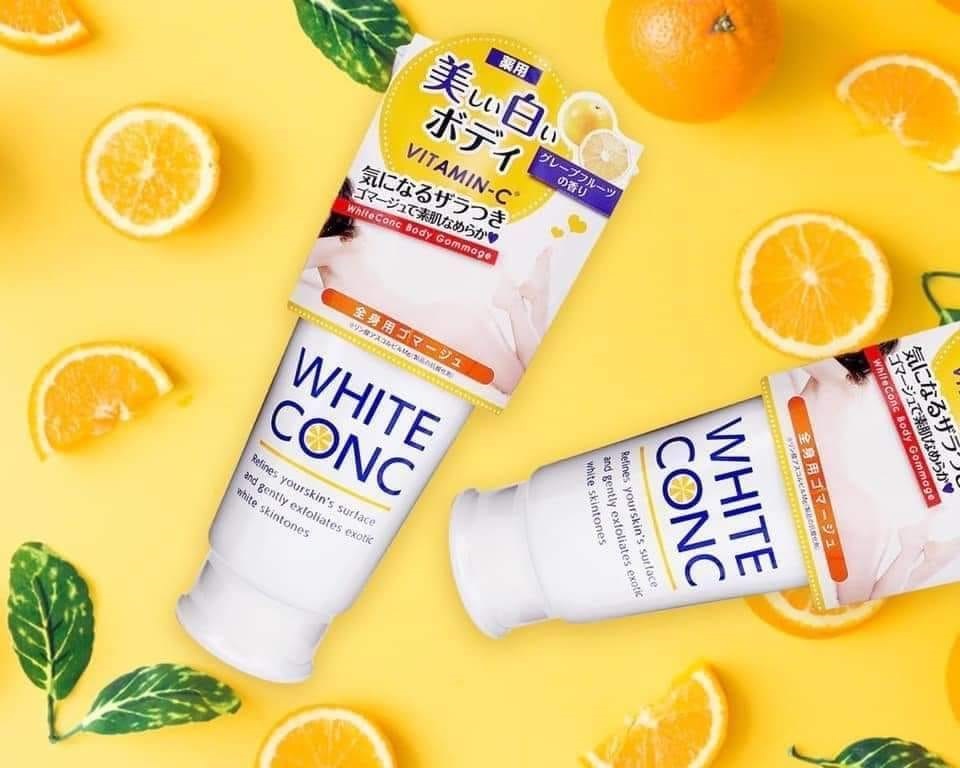 薬用
美しい白い
ボディ
VITAMIN-C
グレープフルーツ
の香り
気になるザラつき
ゴマージュで素肌なめらか♥
WhiteConc Body Gommage
全身用ゴマージュ
WHITE
CONC
Refines yourskin's surface
and gently exfoliates exotic
white skintones
気になるザラつき
ゴマージュで素肌なめらか♥
WhiteConc Body Gommage
全身用ゴマージュ
WHITE
CONC
Refines yourskin's surface
and gently exfoliates exotic
white skintones